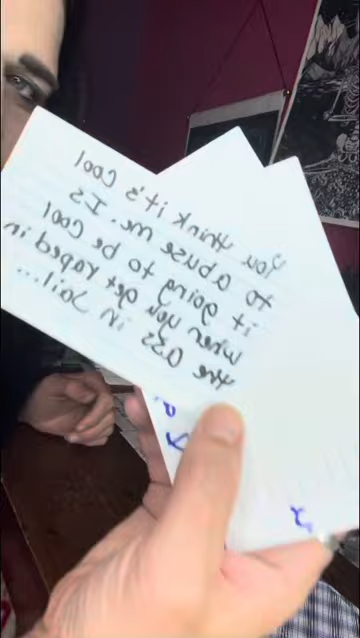 You think it's cool
to abuse me. Is
it going to be cool
when you get raped in
the ass in Jail...